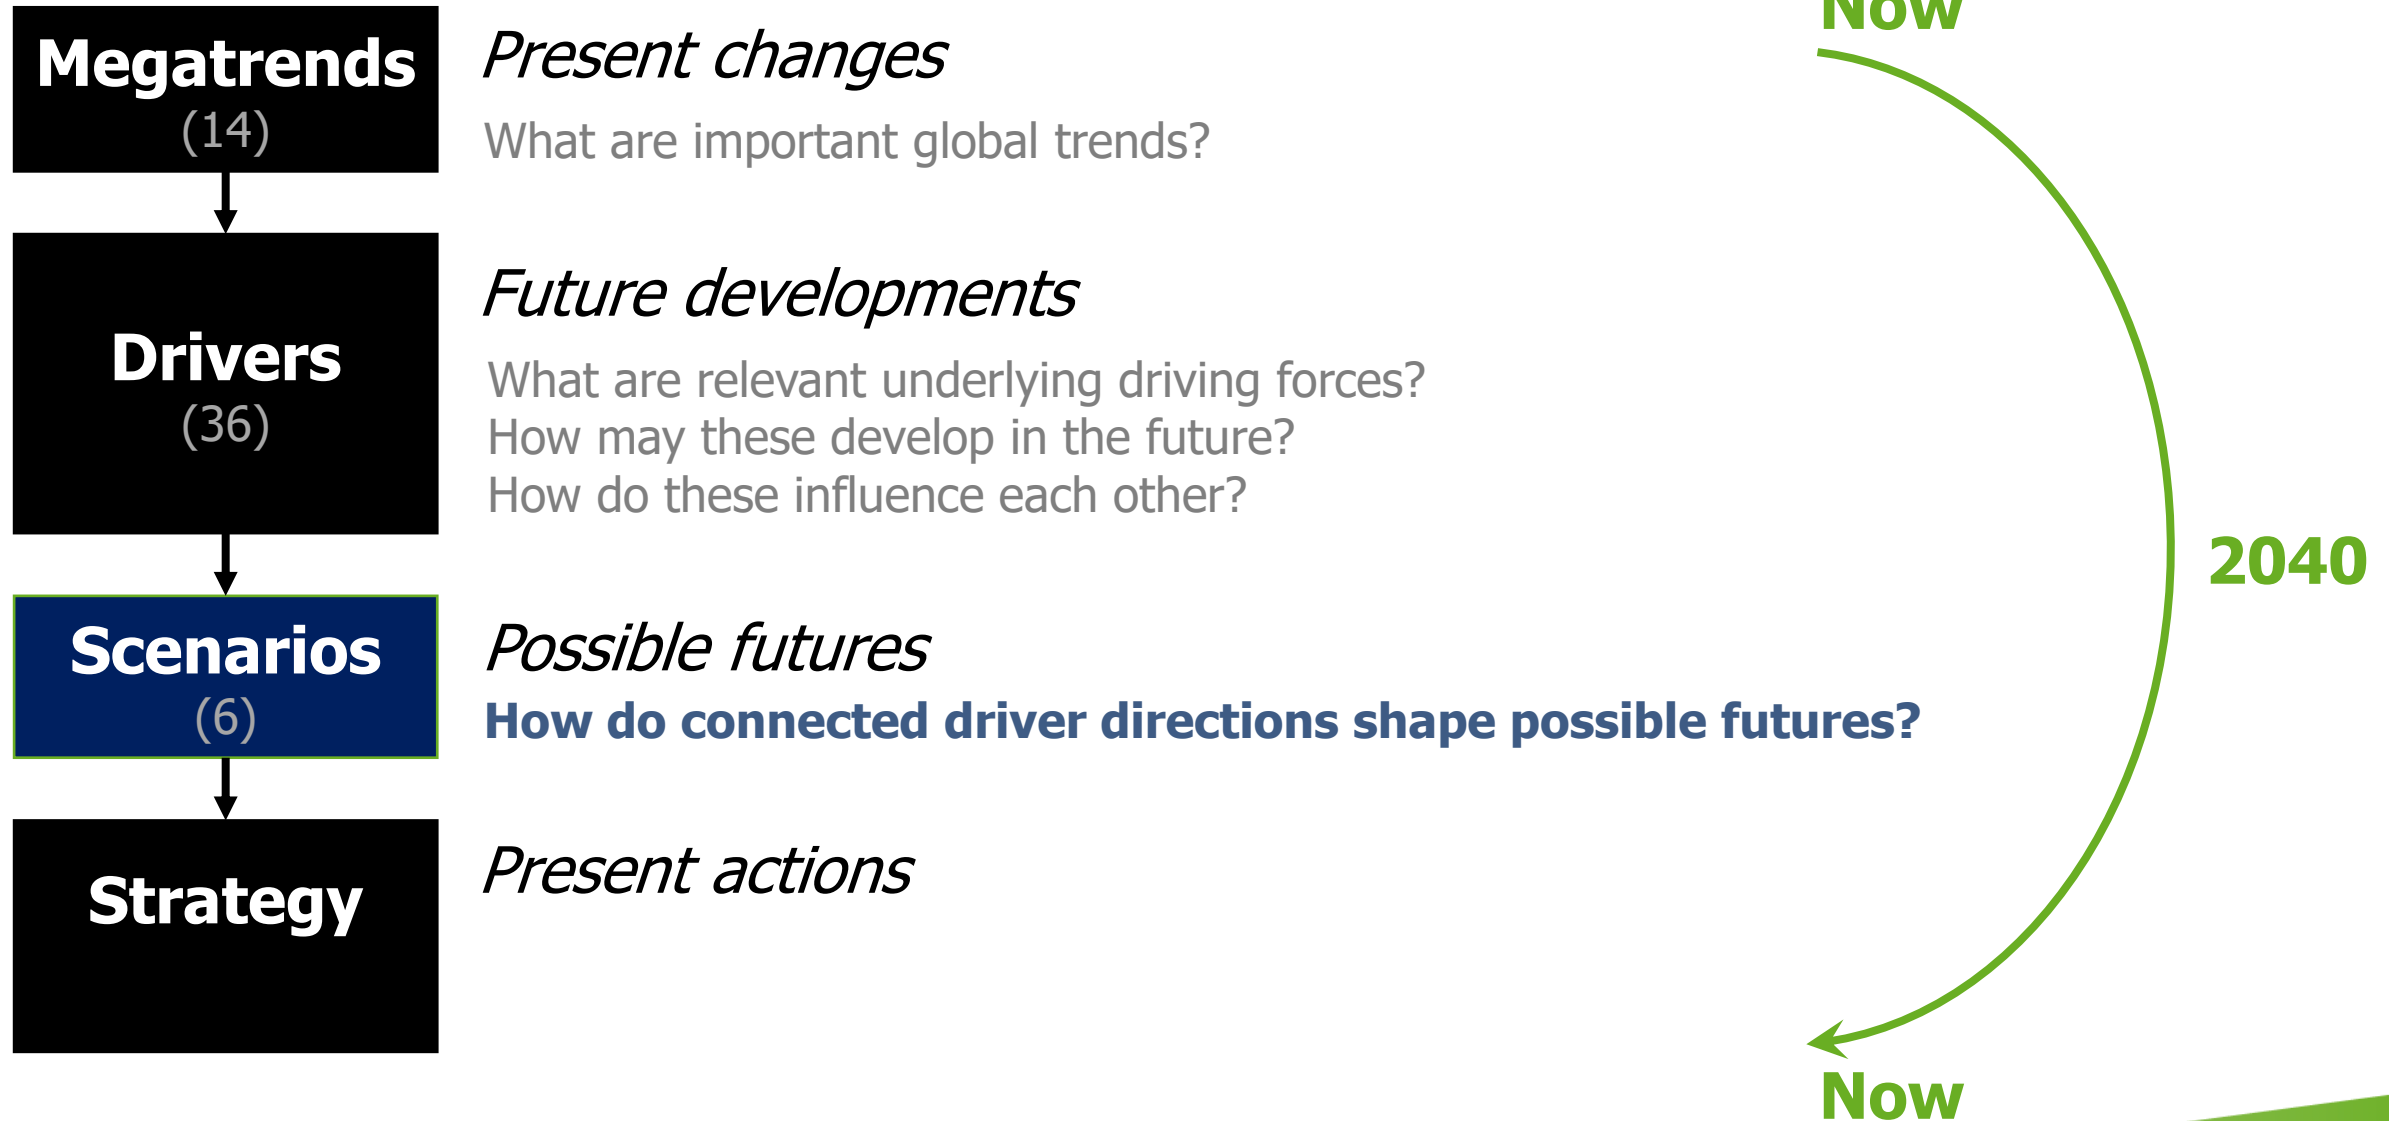 Now
Megatrends
(14)
Present changes
What are important global trends?
Drivers
(36)
Future developments
What are relevant underlying driving forces?
How may these develop in the future?
How do these influence each other?
2040
Scenarios
(6)
Possible futures
How do connected driver directions shape possible futures?
Strategy
Present actions
Now